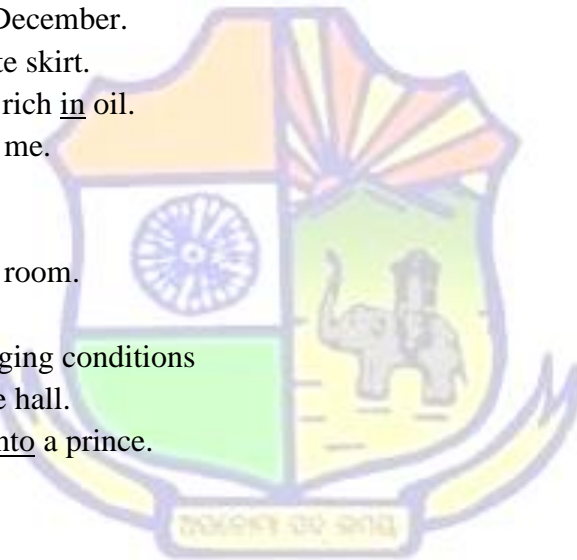 December.
te skirt.
rich in oil.
me.
room.
ging conditions
e hall.
nto a prince.